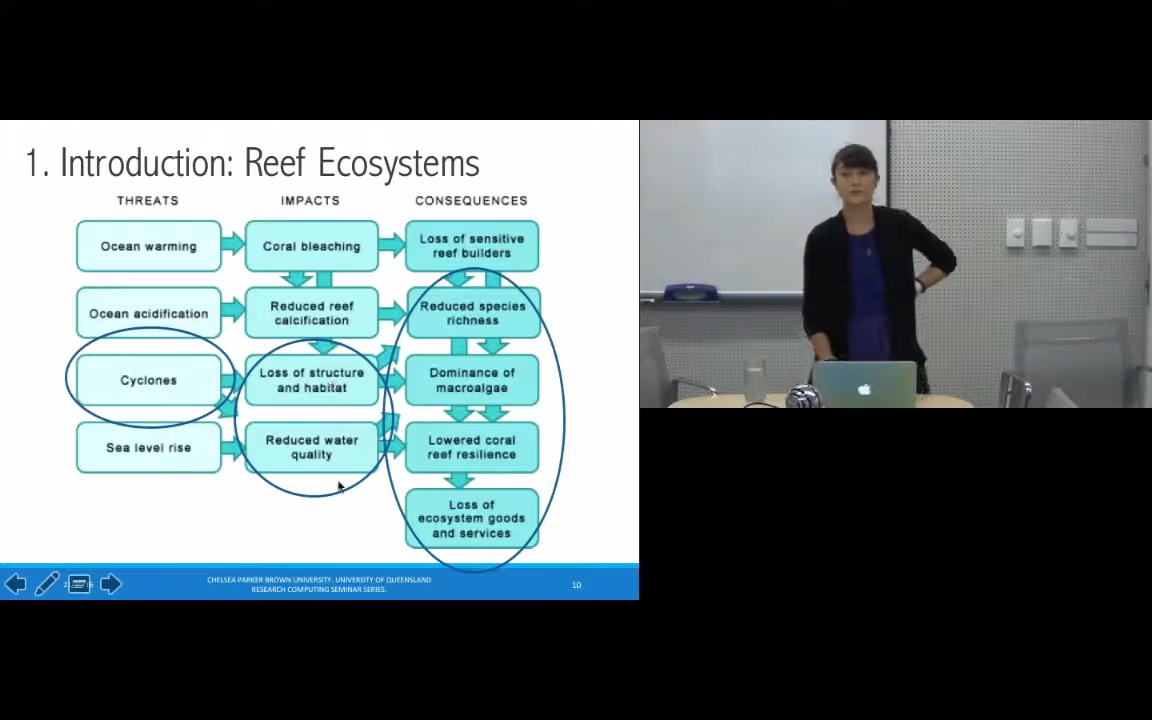 1. Introduction: Reef Ecosystems
THREATS
IMPACTS
CONSEQUENCES
Ocean warming
Coral bleaching
Loss of sensitive
reef builders
Ocean acidification
Reduced reef
calcification
Reduced species
richness
Cyclones
Loss of structure
and habitat
Dominance of
macroalgae
Sea level rise
Reduced water
quality
Lowered coral
reef resilience
Loss of
ecosystem goods
and services
CHELSEA PARKER BROWN UNIVERSITY. UNIVERSITY OF QUEENSLAND
RESEARCH COMPUTING SEMINAR SERIES.
10